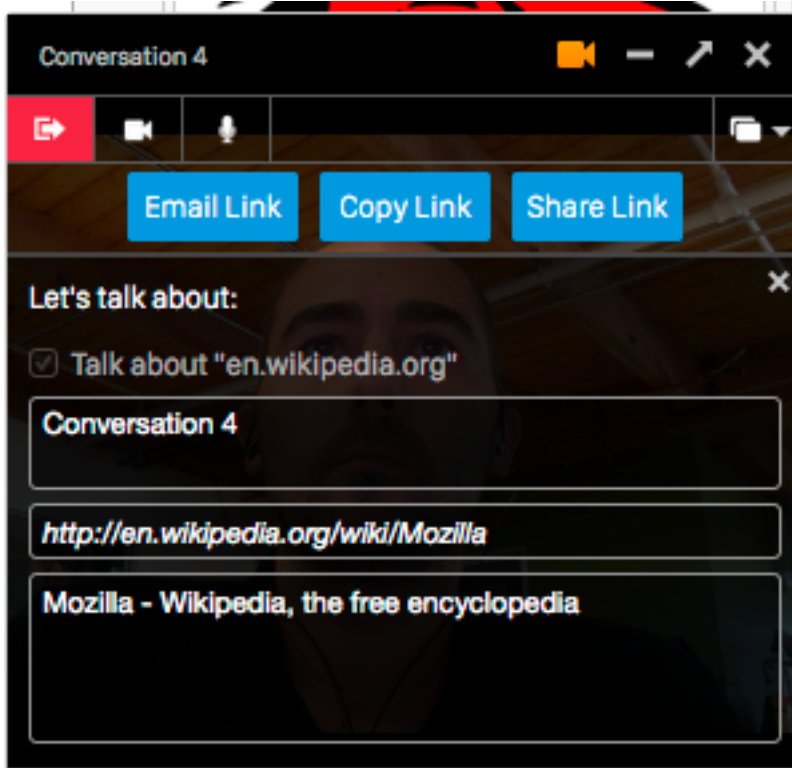 Conversation 4
Email Link Copy Link Share Link
Let's talk about:
Talk about "en.wikipedia.org"
Conversation 4
http://en.wikipedia.org/wiki/Mozilla
Mozilla - Wikipedia, the free encyclopedia